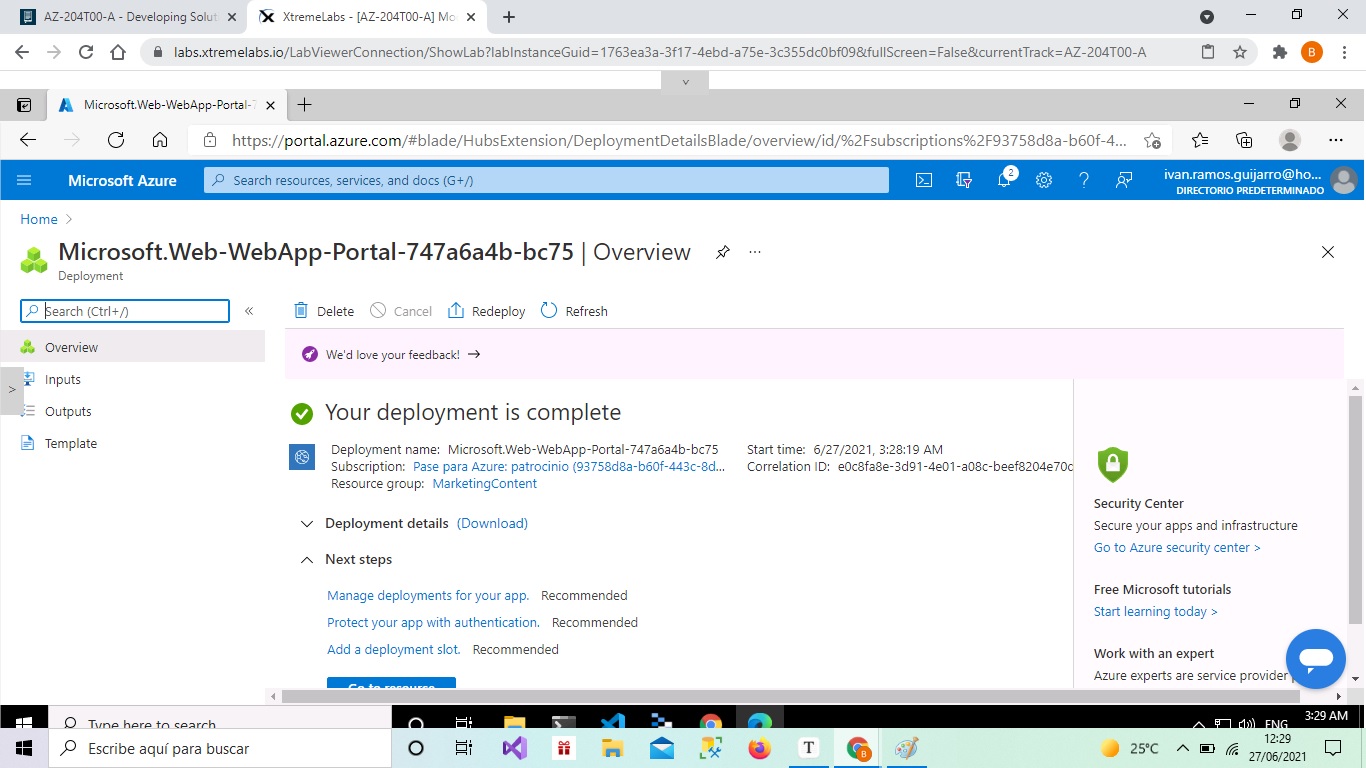 AZ-204T00-A - Developing Solut
XtremeLabs - [AZ-204T00-A] Mo
labs.xtremelabs.io/LabViewerConnection/ShowLab?labInstanceGuid=1763ea3a-3f17-4ebd-a75e-3c355dc0bf09&fullScreen=False&currentTrack=AZ-204T00-A
B
Microsoft.Web-WebApp-Portal-7
https://portal.azure.com/#blade/HubsExtension/DeploymentDetailsBlade/overview/id/%2Fsubscriptions%2F93758d8a-b60f-4...
Microsoft Azure
Search resources, services, and docs (G+/)
2
ivan.ramos.guijarro@ho...
DIRECTORIO PREDETERMINADO
Home >
Microsoft.Web-WebApp-Portal-747a6a4b-bc75 | Overview
Deployment
Search (Ctrl+/)
«
Delete
Cancel
Redeploy
Refresh
Overview
Inputs
Outputs
Template
We'd love your feedback! →
Your deployment is complete
Deployment name: Microsoft.Web-WebApp-Portal-747a6a4b-bc75
Subscription: Pase para Azure: patrocinio (93758d8a-b60f-443c-8d...
Resource group: MarketingContent
Start time: 6/27/2021, 3:28:19 AM
Correlation ID: e0c8fa8e-3d91-4e01-a08c-beef8204e70d
Deployment details (Download)
Next steps
Manage deployments for your app. Recommended
Protect your app with authentication. Recommended
Add a deployment slot. Recommended
Go to resource
Security Center
Secure your apps and infrastructure
Go to Azure security center >
Free Microsoft tutorials
Start learning today >
Work with an expert
Azure experts are service provider
Type here to search
ENG
3:29 AM
Escribe aquí para buscar
T
B
25°C
12:29
27/06/2021